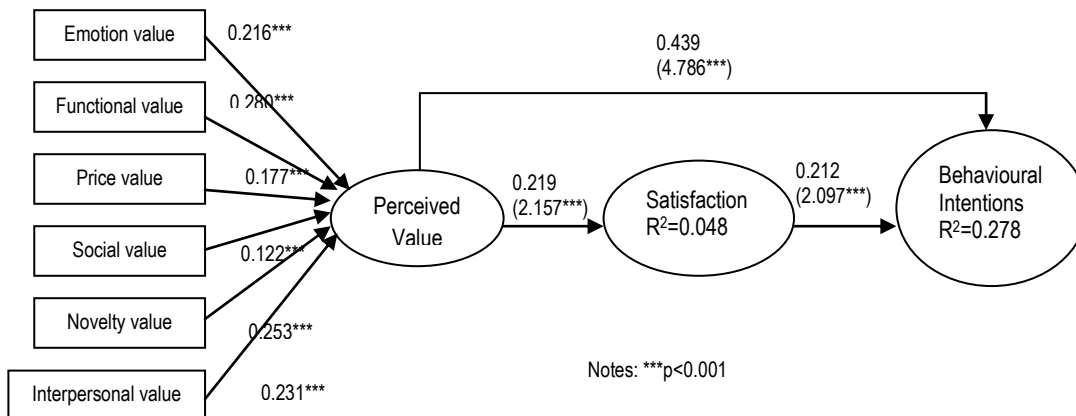 Emotion value
0.216***
0.439
(4.786***)
Functional value
0.280***
Price value
0.177***
Perceived
Value
0.219
(2.157***)
Satisfaction
R²=0.048
0.212
(2.097***)
Behavioural
Intentions
R²=0.278
Social value
0.122***
Novelty value
0.253***
Interpersonal value
0.231***
Notes: ***p<0.001